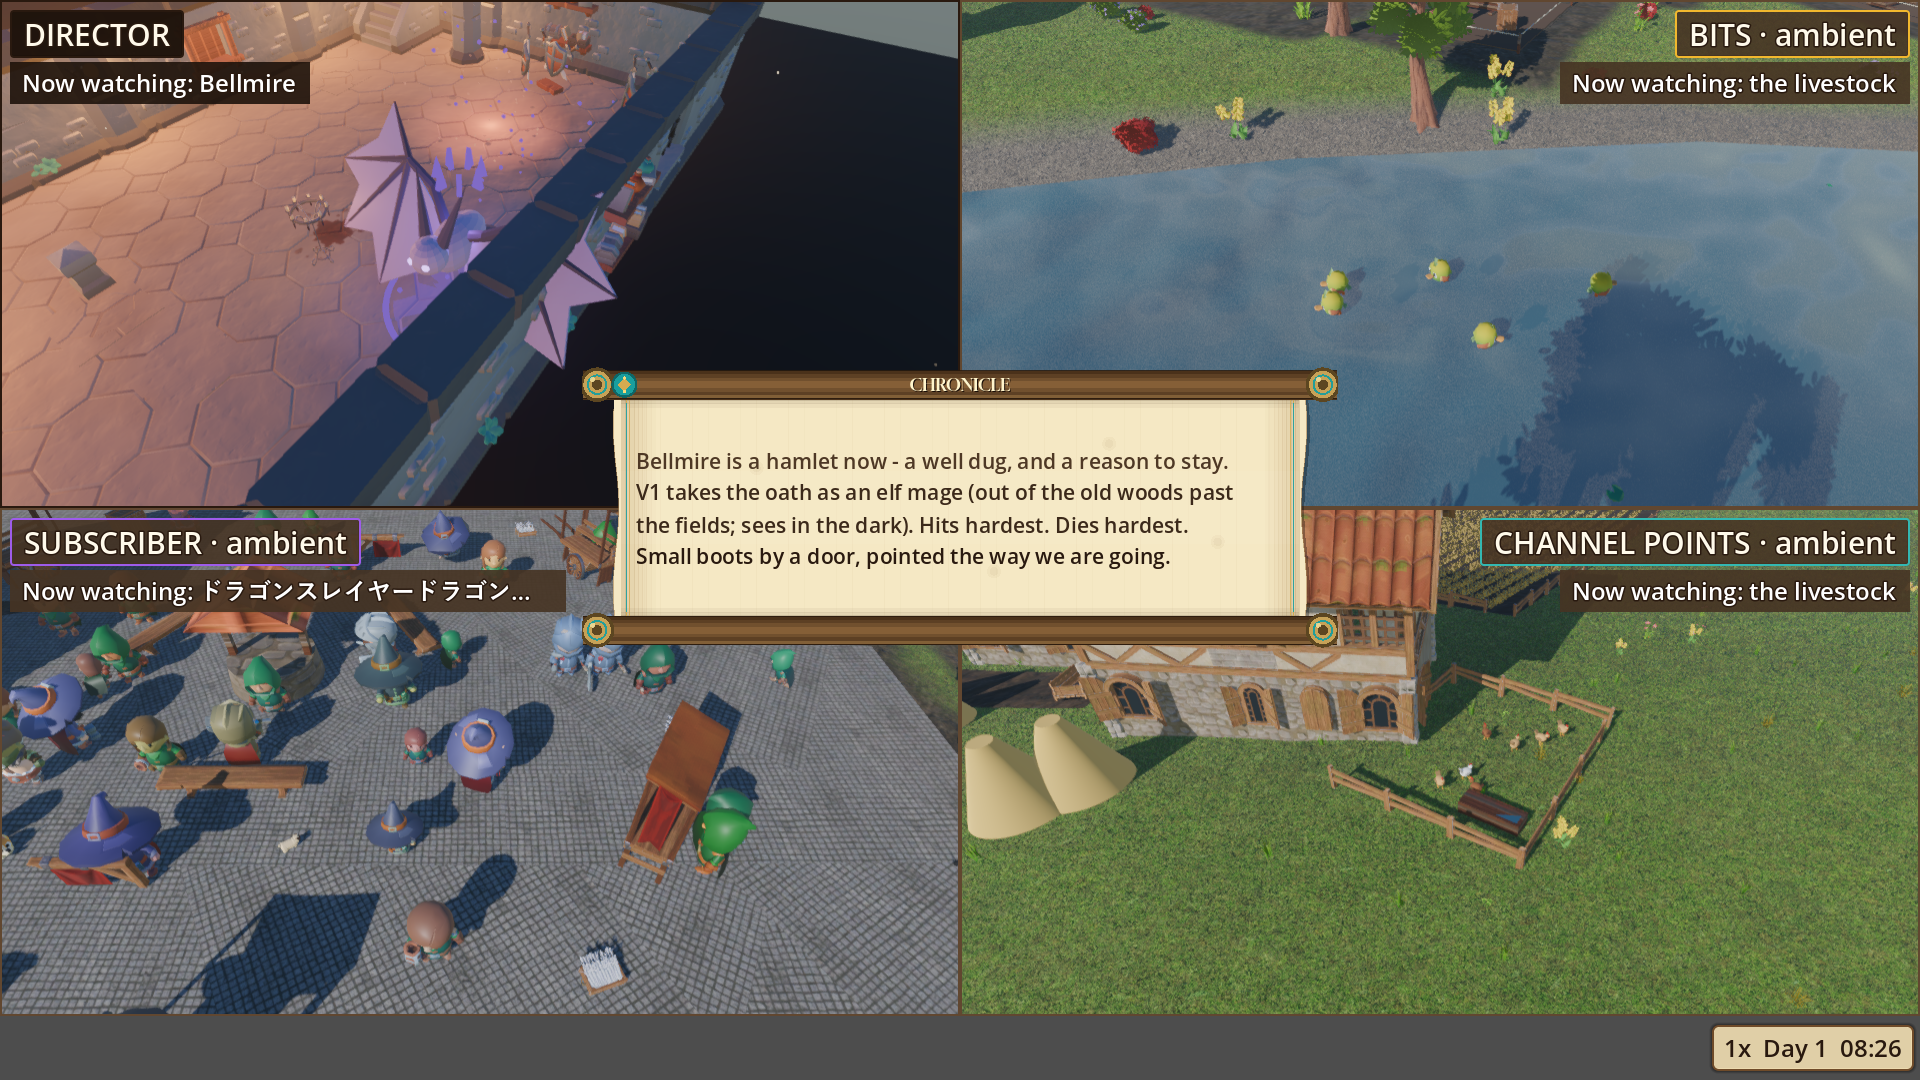 DIRECTOR
Now watching: Bellmire
BITS · ambient
Now watching: the livestock
CHRONICLE
Bellmire is a hamlet now - a well dug, and a reason to stay.
V1 takes the oath as an elf mage (out of the old woods past
the fields; sees in the dark). Hits hardest. Dies hardest.
Small boots by a door, pointed the way we are going.
SUBSCRIBER · ambient
Now watching: ドラゴンスレイヤードラゴン...
CHANNEL POINTS · ambient
Now watching: the livestock
1x Day 1 08:26